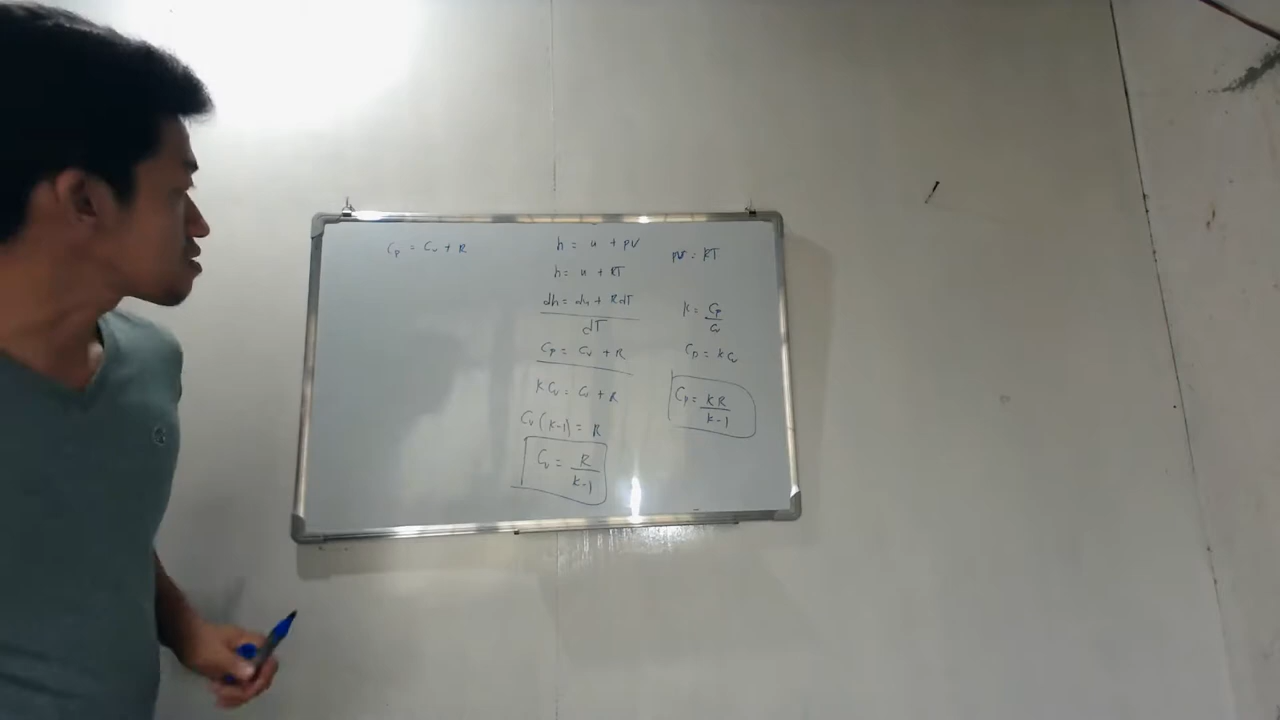 Cp = Cv + R
h = u + pv
h = u + RT
dh = du + RdT
dT
Cp = Cv + R
KCv = Cv + R
Cv(k-1) = R
Cv = R
k-1
pv = RT
k = Cp
Cv
Cp = kCv
Cp = kR
k-1